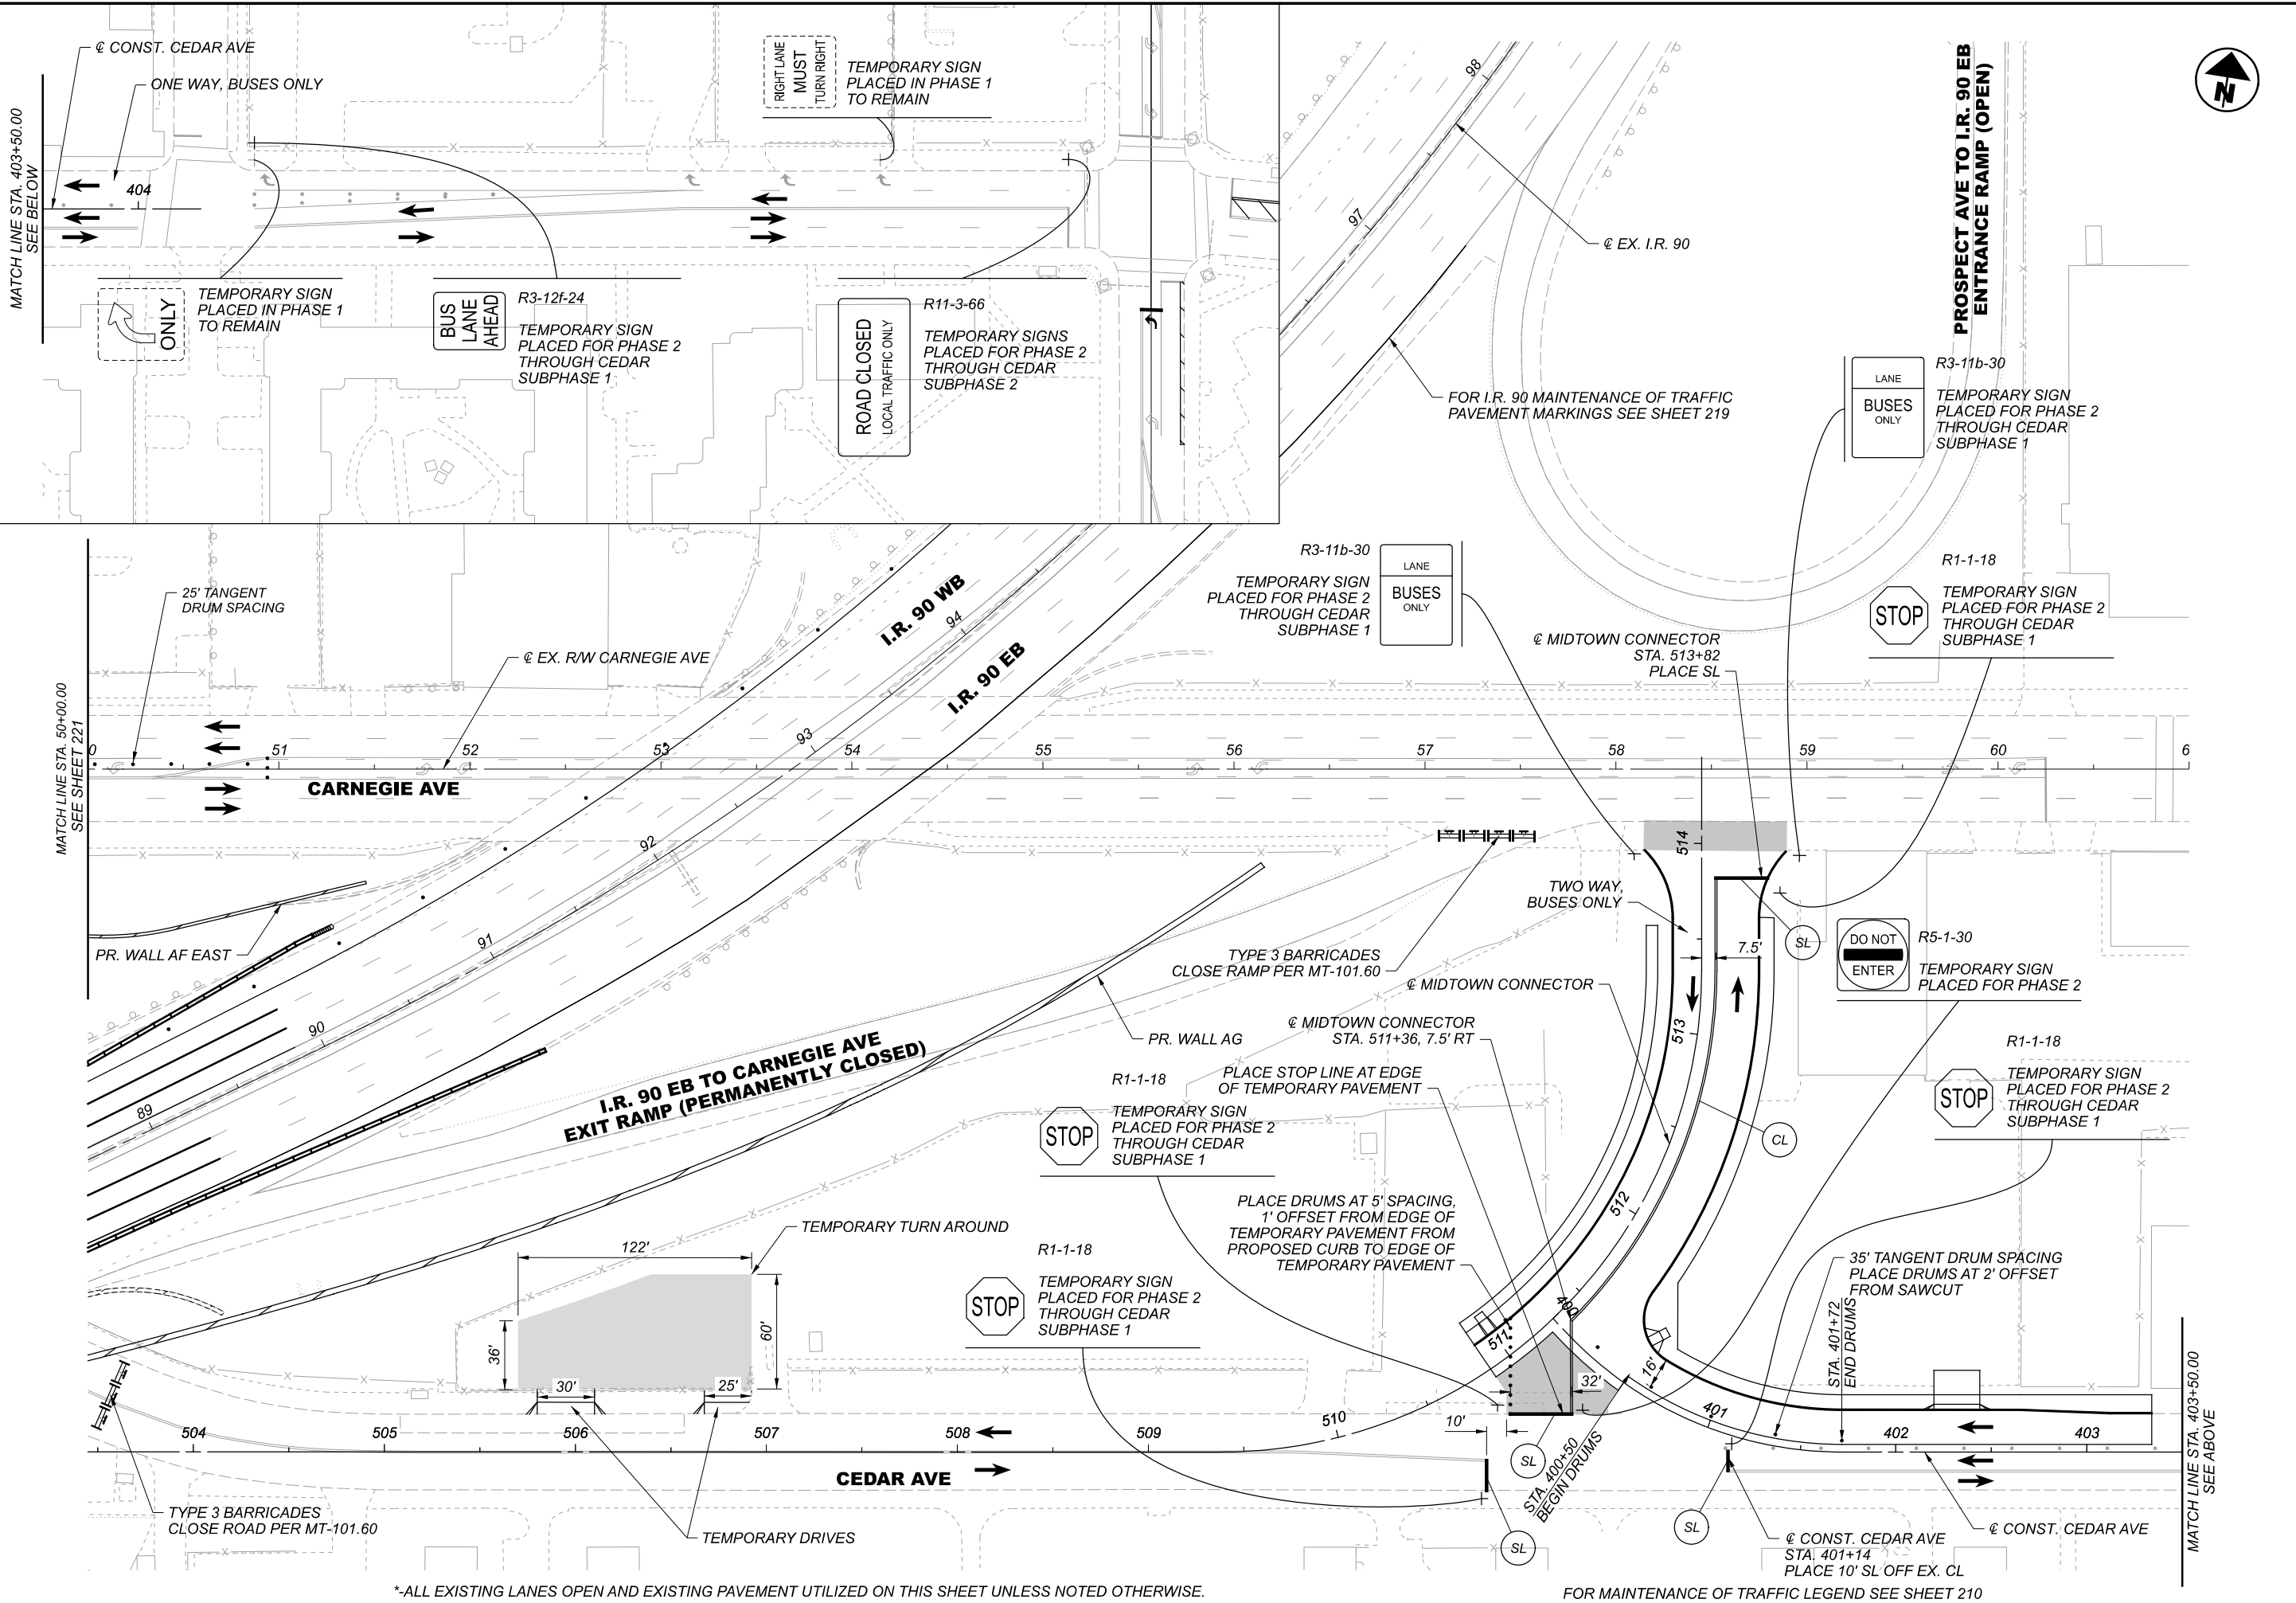 ℄ CONST. CEDAR AVE
ONE WAY, BUSES ONLY
MATCH LINE STA. 403+50.00
SEE BELOW
404
RIGHT LANE
MUST
TURN RIGHT
TEMPORARY SIGN
PLACED IN PHASE 1
TO REMAIN
ONLY
TEMPORARY SIGN
PLACED IN PHASE 1
TO REMAIN
BUS
LANE
AHEAD
R3-12f-24
TEMPORARY SIGN
PLACED FOR PHASE 2
THROUGH CEDAR
SUBPHASE 1
ROAD CLOSED
LOCAL TRAFFIC ONLY
R11-3-66
TEMPORARY SIGNS
PLACED FOR PHASE 2
THROUGH CEDAR
SUBPHASE 2
98
97
℄ EX. I.R. 90
FOR I.R. 90 MAINTENANCE OF TRAFFIC
PAVEMENT MARKINGS SEE SHEET 219
PROSPECT AVE TO I.R. 90 EB
ENTRANCE RAMP (OPEN)
N
LANE
BUSES
ONLY
R3-11b-30
TEMPORARY SIGN
PLACED FOR PHASE 2
THROUGH CEDAR
SUBPHASE 1
R3-11b-30
TEMPORARY SIGN
PLACED FOR PHASE 2
THROUGH CEDAR
SUBPHASE 1
LANE
BUSES
ONLY
R1-1-18
STOP
TEMPORARY SIGN
PLACED FOR PHASE 2
THROUGH CEDAR
SUBPHASE 1
℄ MIDTOWN CONNECTOR
STA. 513+82
PLACE SL
25' TANGENT
DRUM SPACING
℄ EX. R/W CARNEGIE AVE
I.R. 90 WB
94
I.R. 90 EB
MATCH LINE STA. 50+00.00
SEE SHEET 221
0
51
52
53
93
54
55
56
57
58
59
60
6
CARNEGIE AVE
92
91
90
89
PR. WALL AF EAST
514
TWO WAY,
BUSES ONLY
7.5'
SL
TYPE 3 BARRICADES
CLOSE RAMP PER MT-101.60
DO NOT
ENTER
R5-1-30
TEMPORARY SIGN
PLACED FOR PHASE 2
℄ MIDTOWN CONNECTOR
PR. WALL AG
℄ MIDTOWN CONNECTOR
STA. 511+36, 7.5' RT
513
I.R. 90 EB TO CARNEGIE AVE
EXIT RAMP (PERMANENTLY CLOSED)
R1-1-18
PLACE STOP LINE AT EDGE
OF TEMPORARY PAVEMENT
STOP
TEMPORARY SIGN
PLACED FOR PHASE 2
THROUGH CEDAR
SUBPHASE 1
R1-1-18
STOP
TEMPORARY SIGN
PLACED FOR PHASE 2
THROUGH CEDAR
SUBPHASE 1
CL
512
PLACE DRUMS AT 5' SPACING,
1' OFFSET FROM EDGE OF
TEMPORARY PAVEMENT FROM
PROPOSED CURB TO EDGE OF
TEMPORARY PAVEMENT
TEMPORARY TURN AROUND
122'
36'
60'
30'
25'
R1-1-18
STOP
TEMPORARY SIGN
PLACED FOR PHASE 2
THROUGH CEDAR
SUBPHASE 1
35' TANGENT DRUM SPACING
PLACE DRUMS AT 2' OFFSET
FROM SAWCUT
STA. 401+72
END DRUMS
400
511
16'
32'
10'
504
505
506
507
508
509
510
401
402
403
CEDAR AVE
SL
SL
SL
STA. 400+50
BEGIN DRUMS
MATCH LINE STA. 403+50.00
SEE ABOVE
TYPE 3 BARRICADES
CLOSE ROAD PER MT-101.60
TEMPORARY DRIVES
℄ CONST. CEDAR AVE
STA. 401+14
PLACE 10' SL OFF EX. CL
℄ CONST. CEDAR AVE
*-ALL EXISTING LANES OPEN AND EXISTING PAVEMENT UTILIZED ON THIS SHEET UNLESS NOTED OTHERWISE.
FOR MAINTENANCE OF TRAFFIC LEGEND SEE SHEET 210